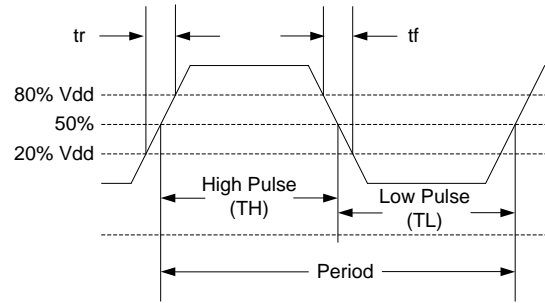 tr
tf
80% Vdd
50%
20% Vdd
High Pulse
(TH)
Low Pulse
(TL)
Period